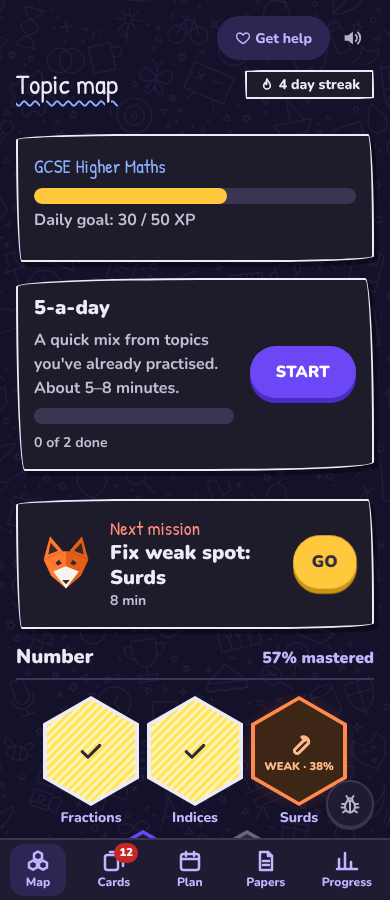 Get help
Topic map
4 day streak
GCSE Higher Maths
Daily goal: 30 / 50 XP
5-a-day
A quick mix from topics
you've already practised.
About 5–8 minutes.
START
0 of 2 done
Next mission
Fix weak spot:
Surds
8 min
GO
Number
57% mastered
WEAK · 38%
Fractions
Indices
Surds
12
Map
Cards
Plan
Papers
Progress